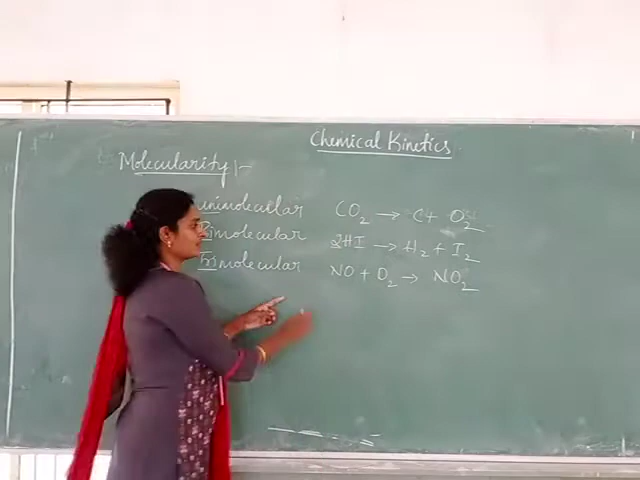 Chemical Kinetics
Molecularity :-
unimolecular CO2 → C + O2
Bimolecular 2HI → H2 + I2
Trimolecular NO + O2 → NO2